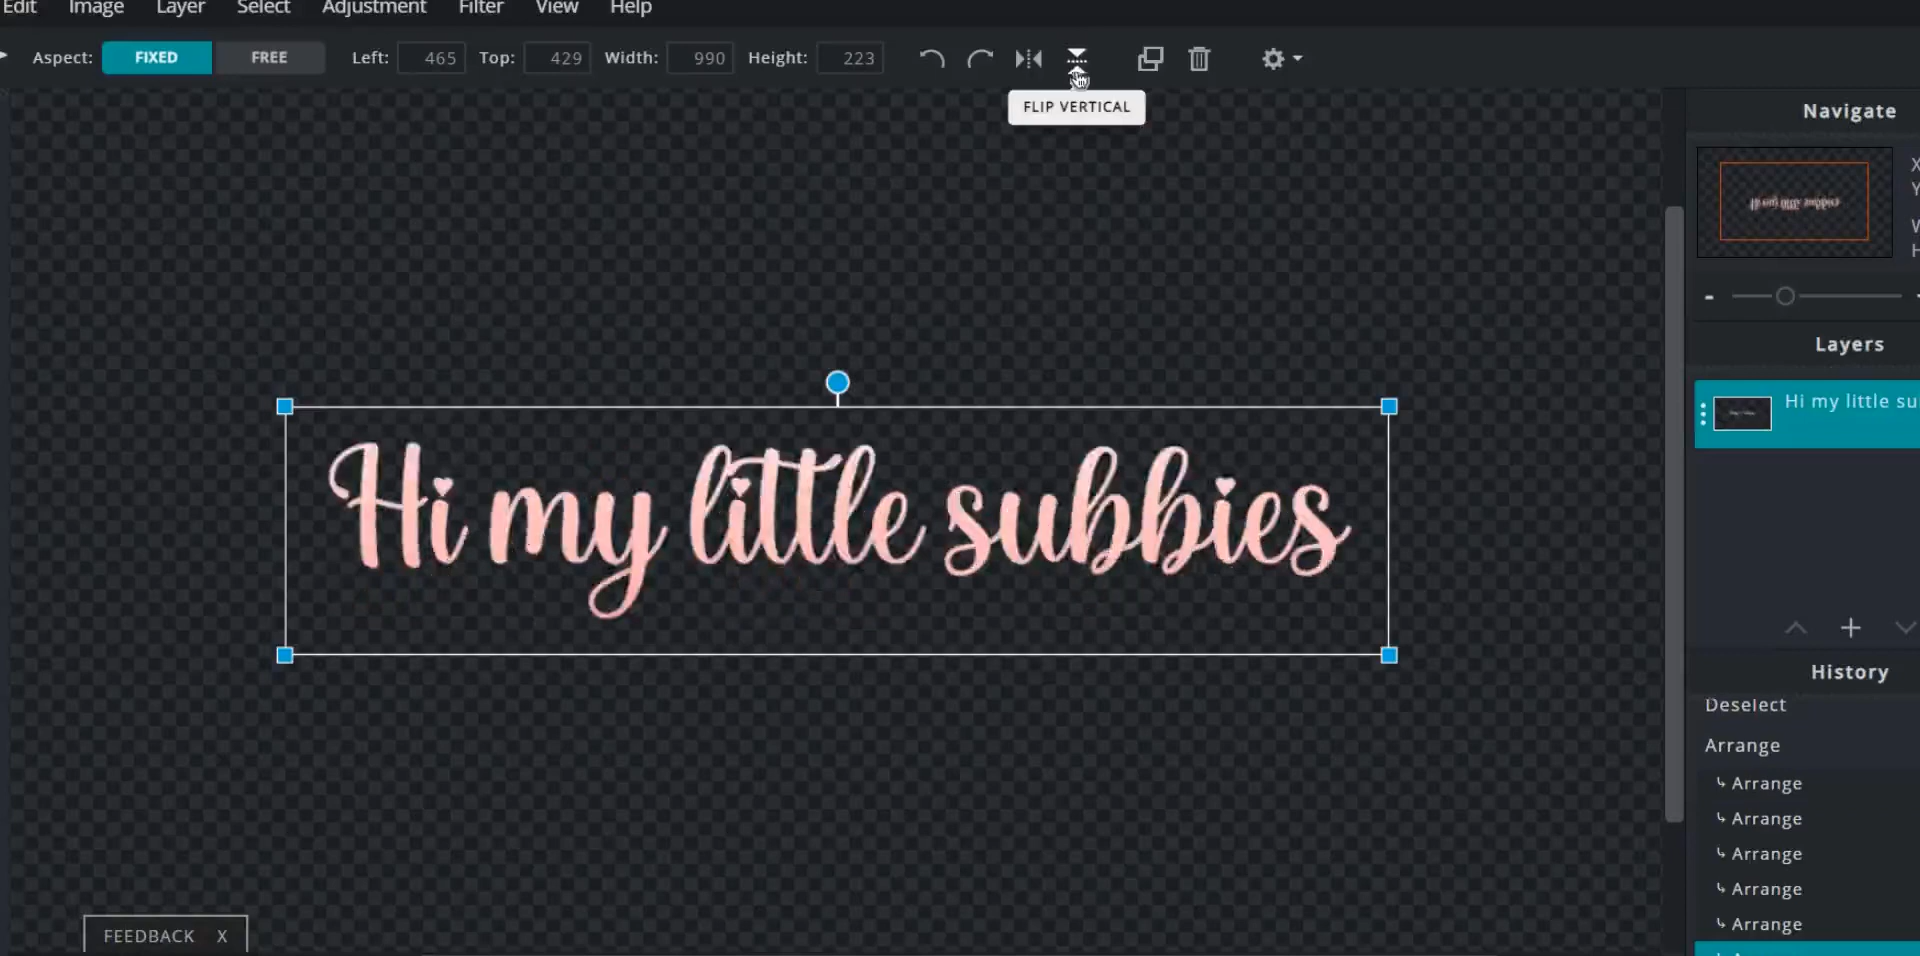 Edit Image Layer Select Adjustment Filter View Help
Aspect: FIXED FREE Left: 465 Top: 429 Width: 990 Height: 223
FLIP VERTICAL
Navigate
X
Y
W
H
-
Layers
Hi my little su
Hi my little subbies
+
History
Deselect
Arrange
↳ Arrange
↳ Arrange
↳ Arrange
↳ Arrange
↳ Arrange
FEEDBACK X